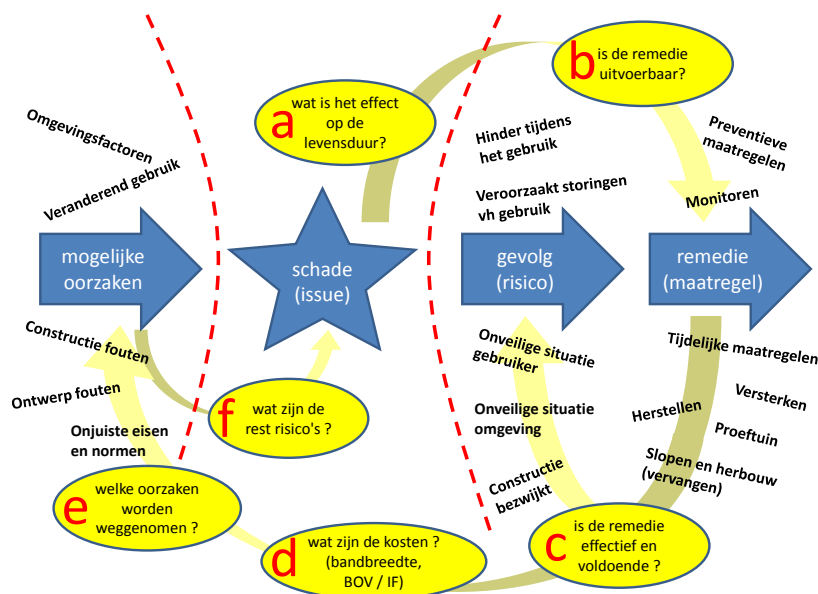 b
is de remedie
uitvoerbaar?
a
wat is het effect
op de
levensduur?
Omgevingsfactoren
Veranderend gebruik
Hinder tijdens
het gebruik
Veroorzaakt storingen
vh gebruik
Preventieve
maatregelen
Monitoren
mogelijke
oorzaken
schade
(issue)
gevolg
(risico)
remedie
(maatregel)
Constructie fouten
Ontwerp fouten
Onjuiste eisen
en normen
f
wat zijn de
rest risico's ?
Onveilige situatie
gebruiker
Onveilige situatie
omgeving
Constructie
bezwijkt
Tijdelijke maatregelen
Versterken
Herstellen
Proeftuin
Slopen en herbouw
(vervangen)
e
welke oorzaken
worden
weggenomen ?
d
wat zijn de kosten ?
(bandbreedte,
BOV / IF)
c
is de remedie
effectief en
voldoende ?